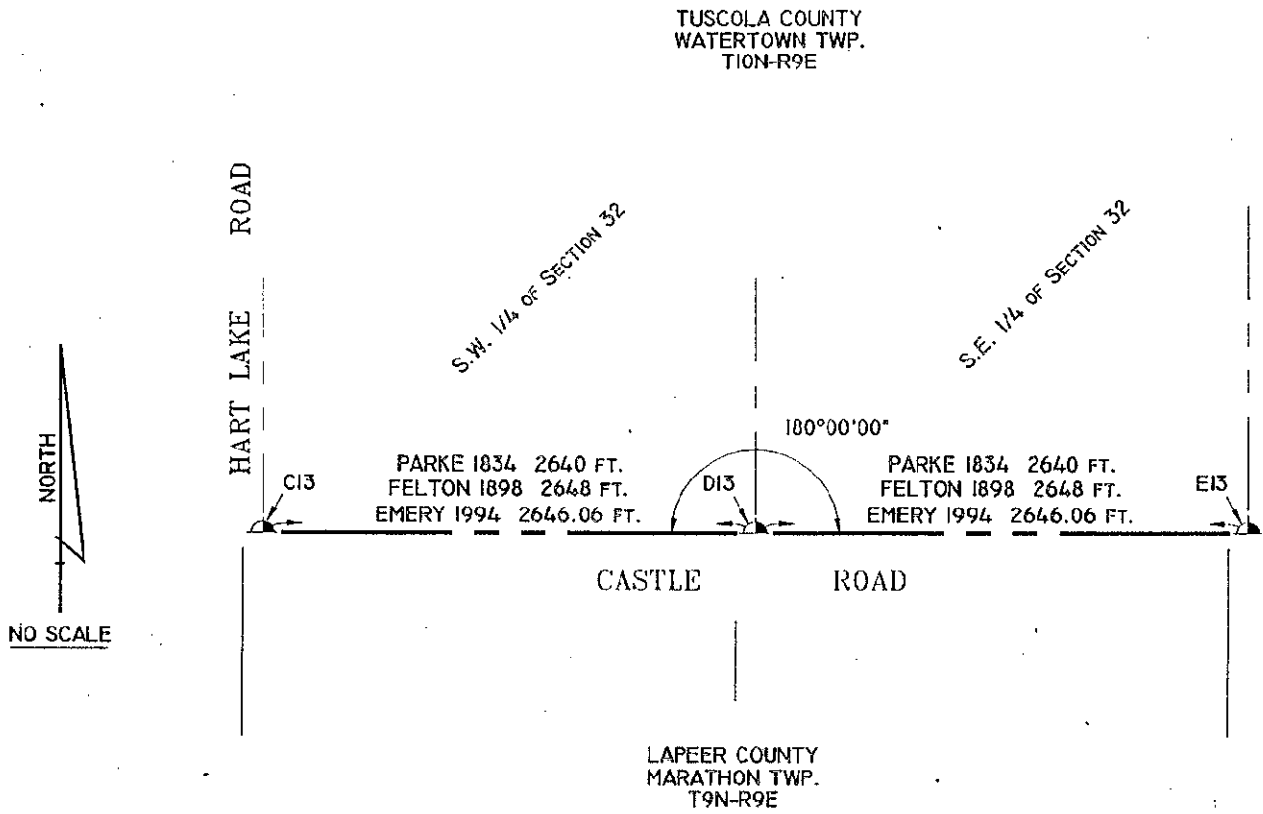 TUSCOLA COUNTY
WATERTOWN TWP.
T10N-R9E
HART LAKE ROAD
S.W. 1/4 OF SECTION 32
S.E. 1/4 OF SECTION 32
180°00'00"
NORTH
NO SCALE
C13
PARKE 1834 2640 FT.
FELTON 1898 2648 FT.
EMERY 1994 2646.06 FT.
D13
PARKE 1834 2640 FT.
FELTON 1898 2648 FT.
EMERY 1994 2646.06 FT.
E13
CASTLE ROAD
LAPEER COUNTY
MARATHON TWP.
T9N-R9E